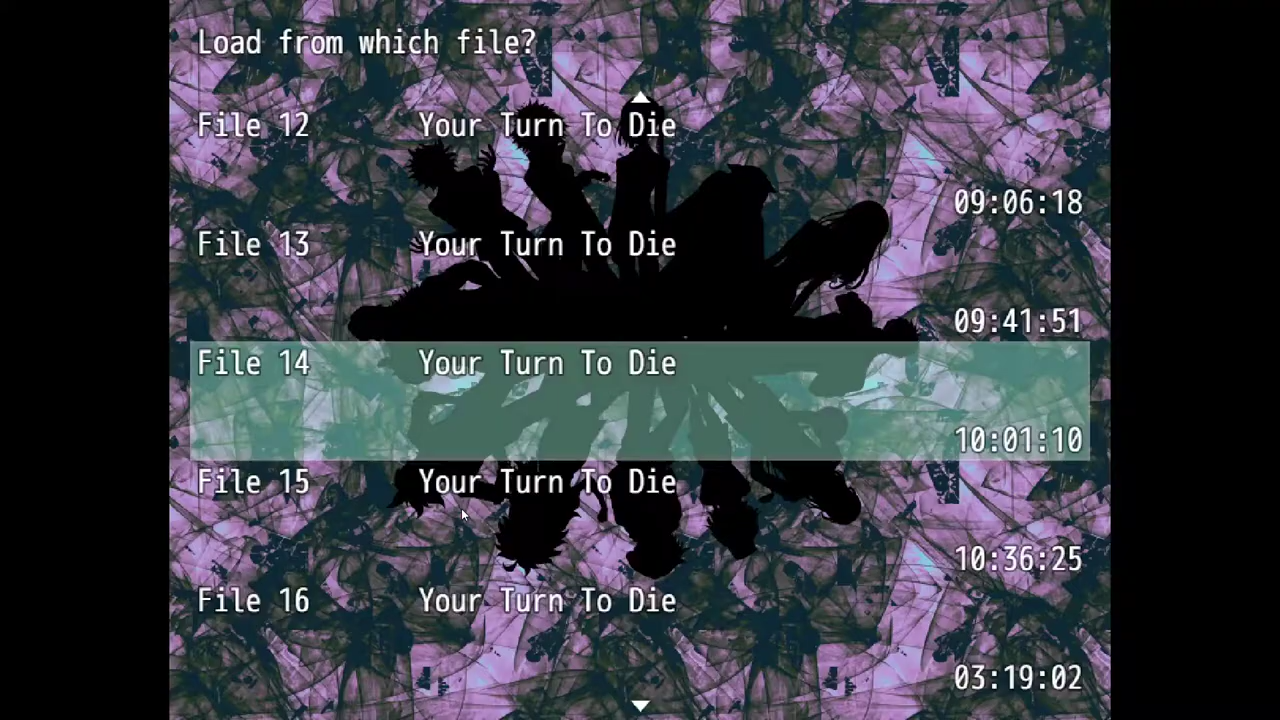 Load from which file?
File 12 Your Turn To Die
09:06:18
File 13 Your Turn To Die
09:41:51
File 14 Your Turn To Die
10:01:10
File 15 Your Turn To Die
10:36:25
File 16 Your Turn To Die
03:19:02